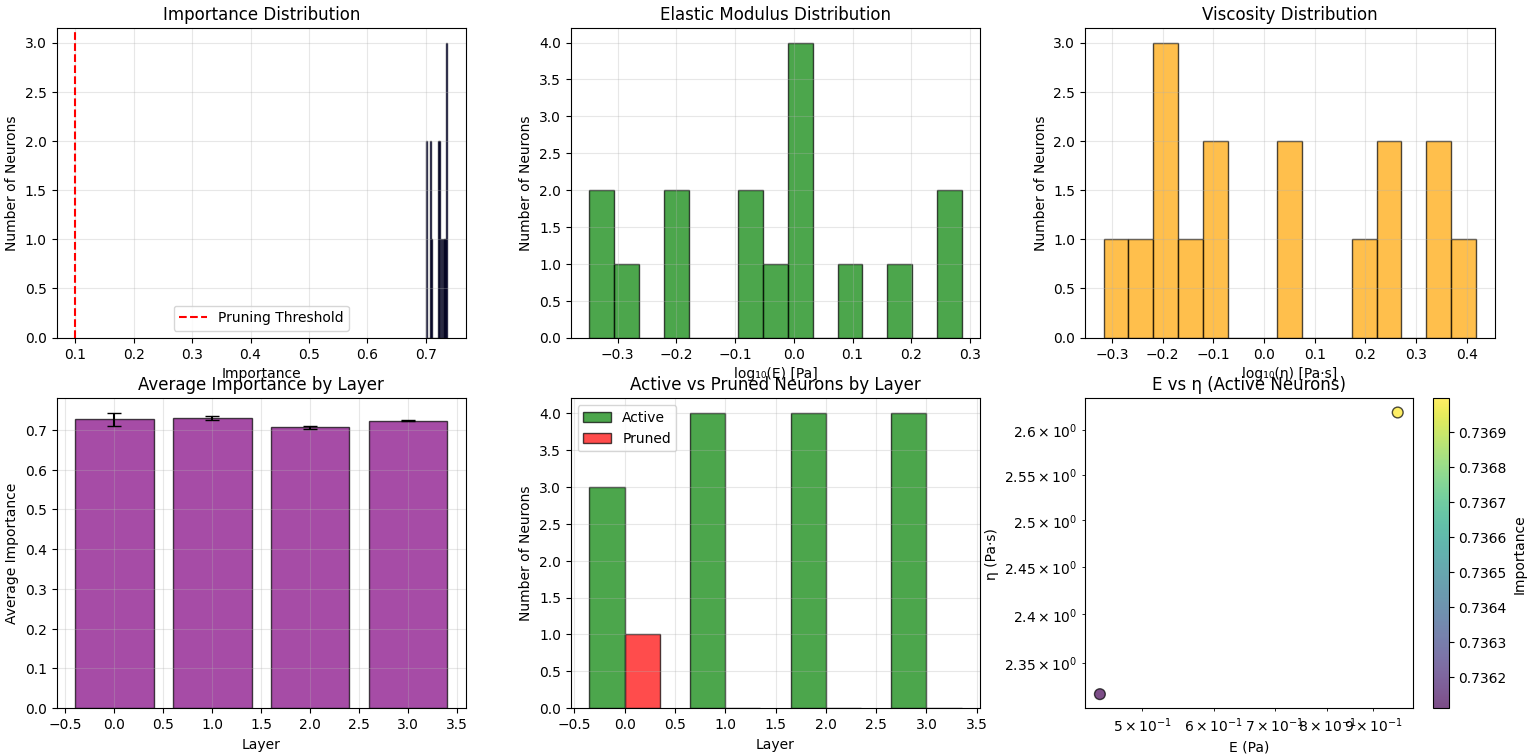 Importance Distribution
Number of Neurons
3.0
2.5
2.0
1.5
1.0
0.5
0.0
Pruning Threshold
0.1 0.2 0.3 0.4 0.5 0.6 0.7
Importance
Elastic Modulus Distribution
Number of Neurons
4.0
3.5
3.0
2.5
2.0
1.5
1.0
0.5
0.0
−0.3 −0.2 −0.1 0.0 0.1 0.2 0.3
log₁₀(E) [Pa]
Viscosity Distribution
Number of Neurons
3.0
2.5
2.0
1.5
1.0
0.5
0.0
−0.3 −0.2 −0.1 0.0 0.1 0.2 0.3 0.4
log₁₀(η) [Pa·s]
Average Importance by Layer
Average Importance
0.7
0.6
0.5
0.4
0.3
0.2
0.1
0.0
−0.5 0.0 0.5 1.0 1.5 2.0 2.5 3.0 3.5
Layer
Active vs Pruned Neurons by Layer
Number of Neurons
Active
Pruned
4.0
3.5
3.0
2.5
2.0
1.5
1.0
0.5
0.0
−0.5 0.0 0.5 1.0 1.5 2.0 2.5 3.0 3.5
Layer
E vs η (Active Neurons)
η (Pa·s)
2.6 × 10⁰
2.55 × 10⁰
2.5 × 10⁰
2.45 × 10⁰
2.4 × 10⁰
2.35 × 10⁰
5 × 10⁻¹ 6 × 10⁻¹ 7 × 10⁻¹ 8 × 10⁻¹ 9 × 10⁻¹
E (Pa)
0.7369
0.7368
0.7367
0.7366
0.7365
0.7364
0.7363
0.7362
Importance